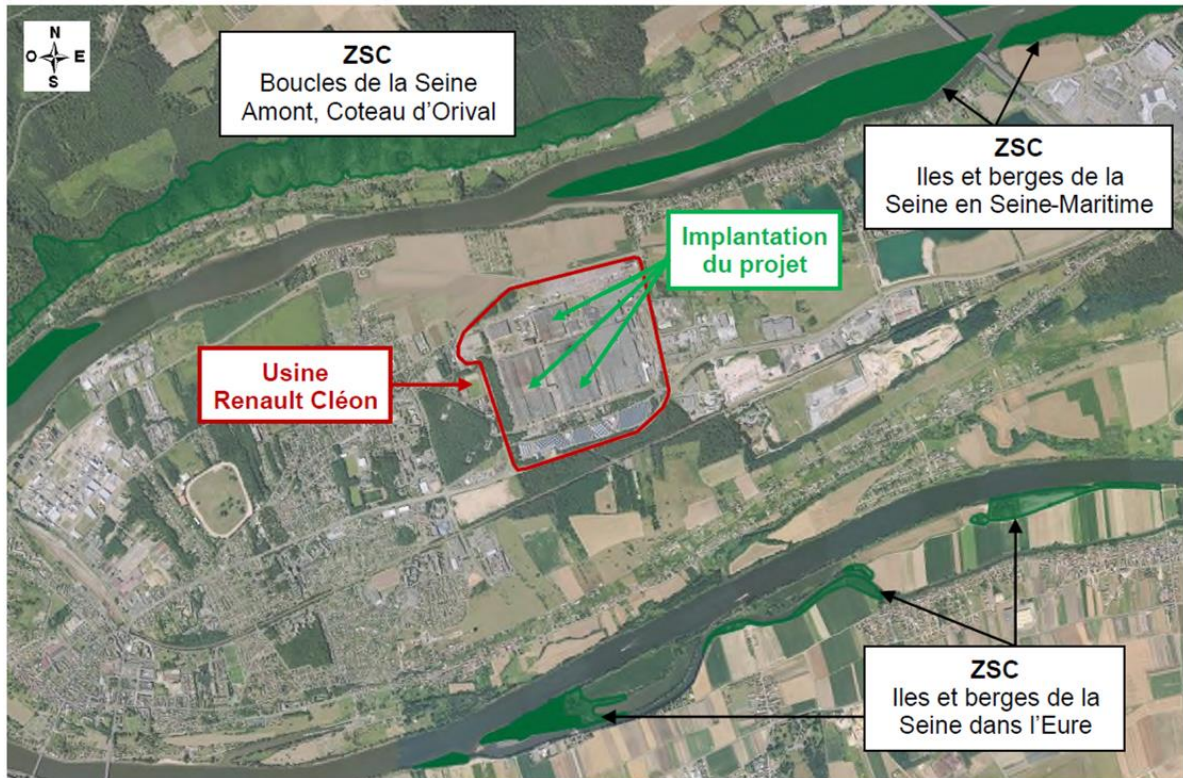 N
O E
S
ZSC
Boucles de la Seine
Amont, Coteau d'Orival
ZSC
Iles et berges de la
Seine en Seine-Maritime
Implantation
du projet
Usine
Renault Cléon
ZSC
Iles et berges de la
Seine dans l'Eure